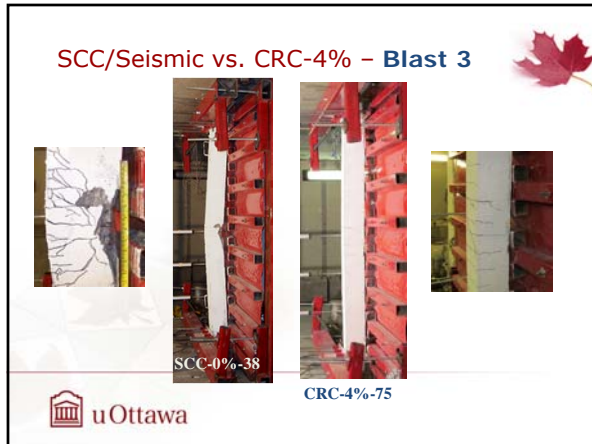 SCC/Seismic vs. CRC-4% – Blast 3
SCC-0%-38
CRC-4%-75
uOttawa